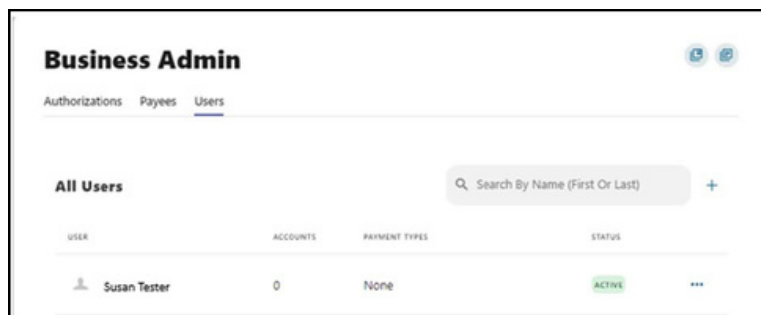 Business Admin
Authorizations Payees Users
All Users
Search By Name (First Or Last) +
USER ACCOUNTS PAYMENT TYPES STATUS
Susan Tester 0 None ACTIVE ...